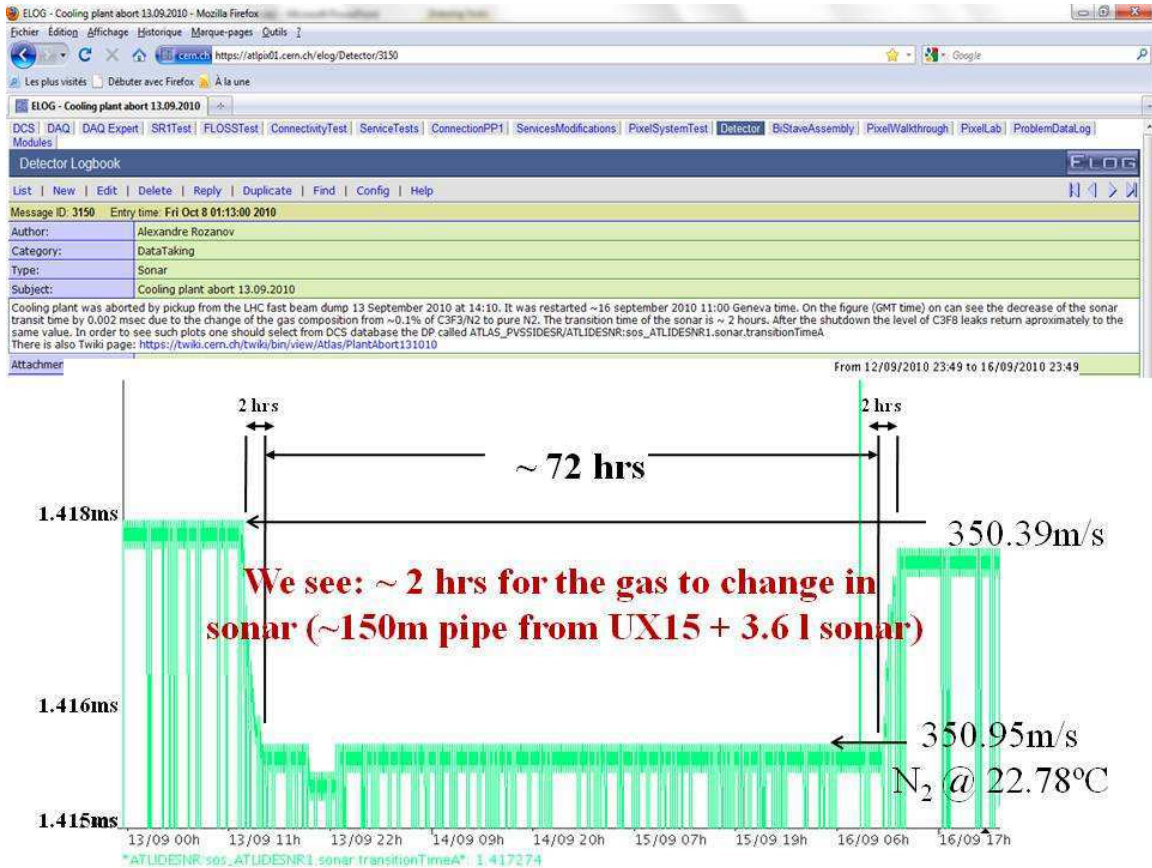 ELOG - Cooling plant abort 13.09.2010 - Mozilla Firefox
Fichier Édition Affichage Historique Marque-pages Outils ?
cern.ch https://atlpix01.cern.ch/elog/Detector/3150
Google
Les plus visités Débuter avec Firefox À la une
ELOG - Cooling plant abort 13.09.2010
DCS | DAQ | DAQ Expert | SR1Test | FLOSSTest | ConnectivityTest | ServiceTests | ConnectionPP1 | ServicesModifications | PixelSystemTest | Detector | BiStaveAssembly | PixelWalkthrough | PixelLab | ProblemDataLog |
Modules |
Detector Logbook
ELOG
List | New | Edit | Delete | Reply | Duplicate | Find | Config | Help
Message ID: 3150 Entry time: Fri Oct 8 01:13:00 2010
Author: Alexandre Rozanov
Category: DataTaking
Type: Sonar
Subject: Cooling plant abort 13.09.2010
Cooling plant was aborted by pickup from the LHC fast beam dump 13 September 2010 at 14:10. It was restarted ~16 september 2010 11:00 Geneva time. On the figure (GMT time) on can see the decrease of the sonar
transit time by 0.002 msec due to the change of the gas composition from ~0.1% of C3F3/N2 to pure N2. The transition time of the sonar is ~ 2 hours. After the shutdown the level of C3F8 leaks return aproximately to the
same value. In order to see such plots one should select from DCS database the DP called ATLAS_PVSSIDESR/ATLIDESNR:sos_ATLIDESNR1.sonar.transitionTimeA
There is also Twiki page: https://twiki.cern.ch/twiki/bin/view/Atlas/PlantAbort131010
Attachmen
From 12/09/2010 23:49 to 16/09/2010 23:49
2 hrs
2 hrs
~ 72 hrs
1.418ms
350.39m/s
We see: ~ 2 hrs for the gas to change in
sonar (~150m pipe from UX15 + 3.6 l sonar)
1.416ms
350.95m/s
N2 @ 22.78ºC
1.415ms
13/09 00h 13/09 11h 13/09 22h 14/09 09h 14/09 20h 15/09 07h 15/09 19h 16/09 06h 16/09 17h
"ATLIDESNR:sos_ATLIDESNR1.sonar.transitionTimeA": 1.417274